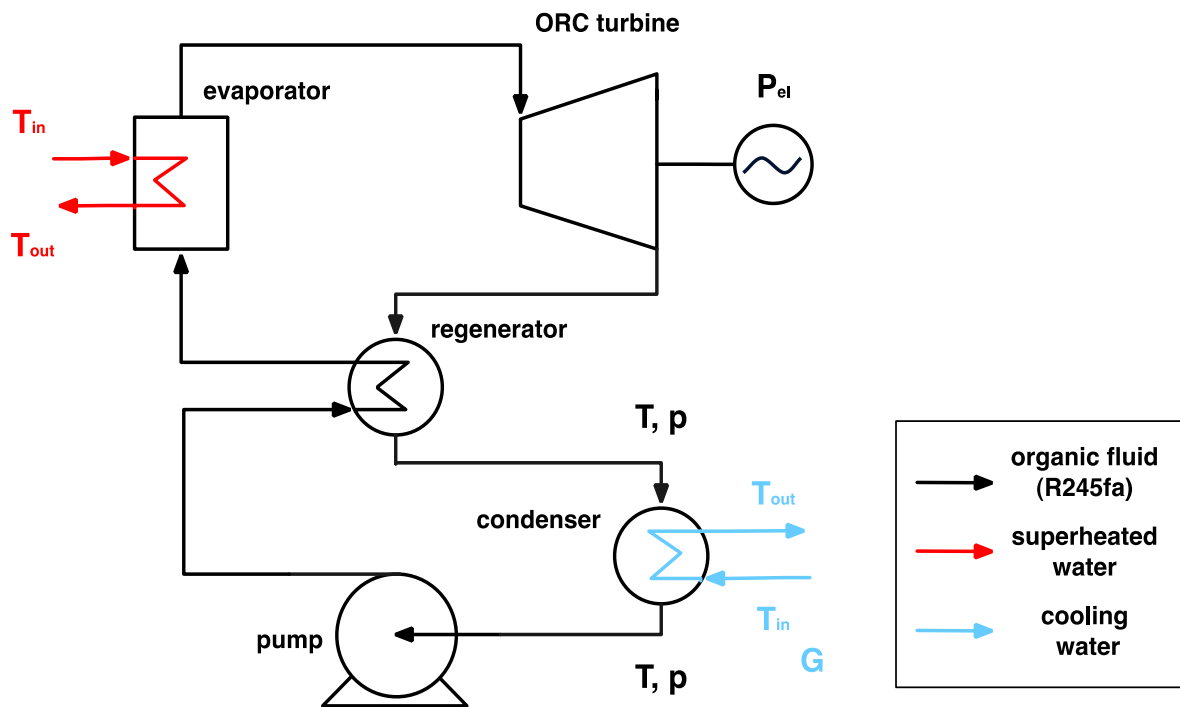 ORC turbine
evaporator
Pel
Tin
Tout
regenerator
T, p
organic fluid
(R245fa)
Tout
condenser
superheated
water
Tin
cooling
water
pump
G
T, p